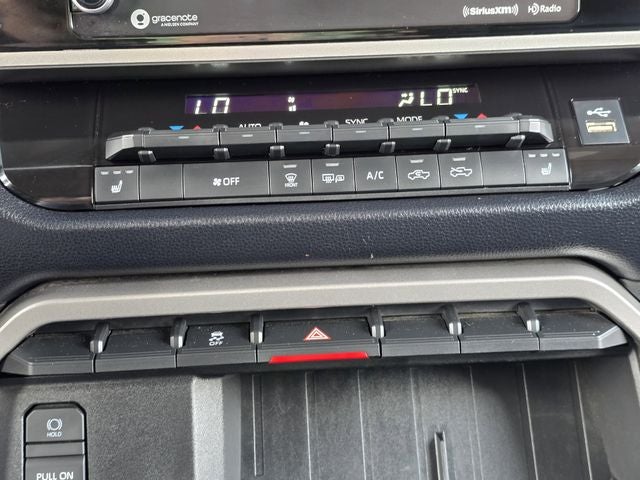 gracenote
A NIELSEN COMPANY
((SiriusXM))
HD Radio
LO
LO SYNC
AUTO SYNC MODE
OFF
FRONT
A/C
OFF
HOLD
PULL ON